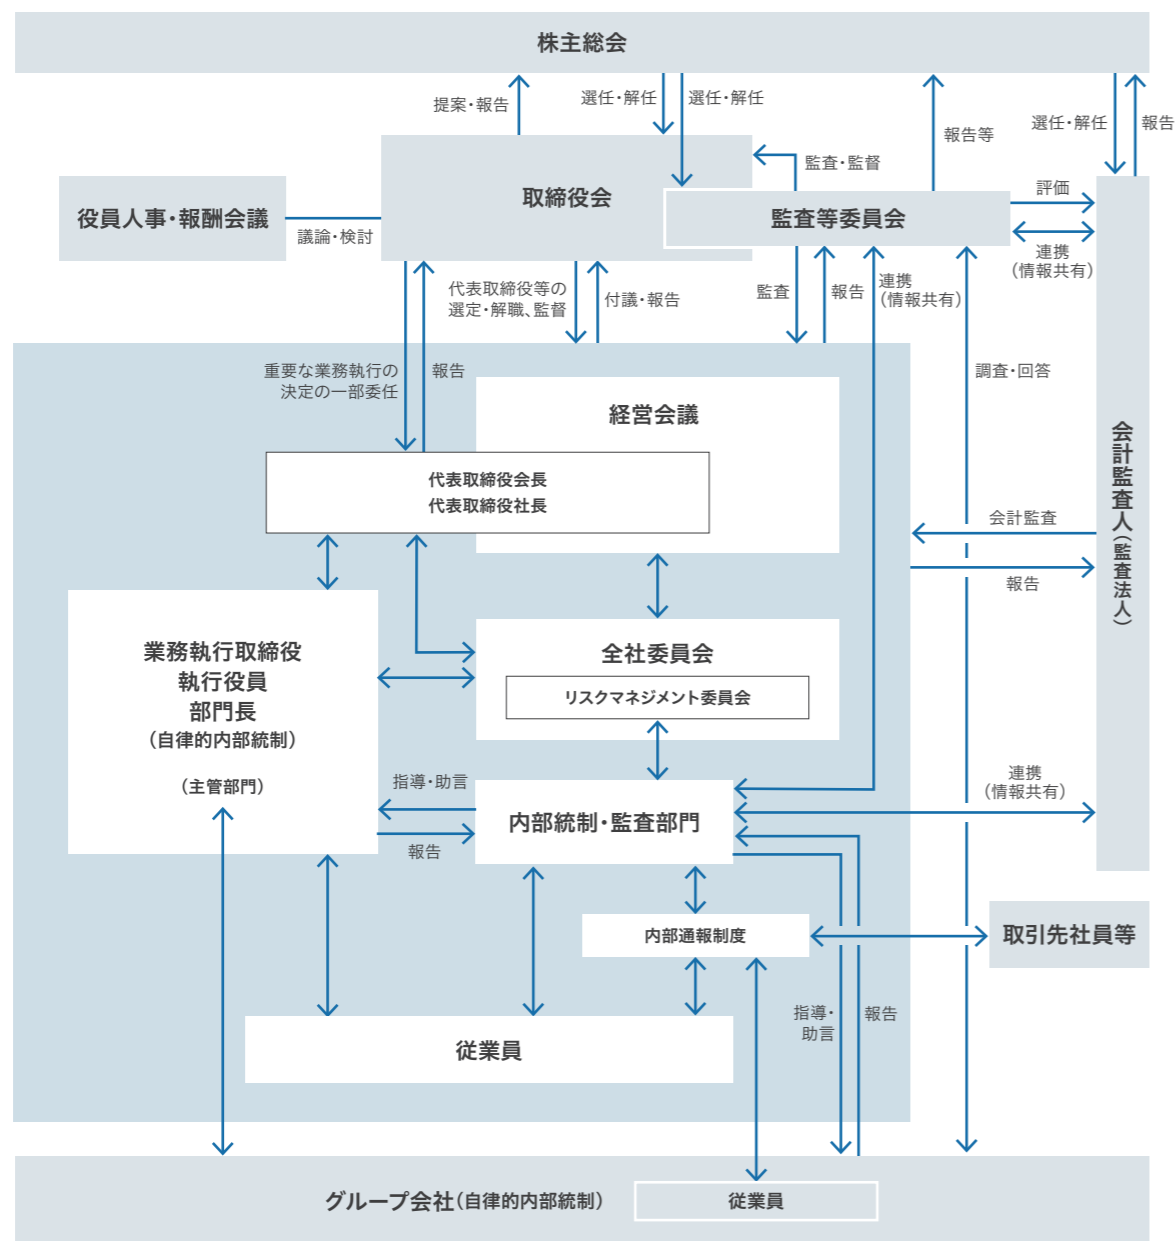 株主総会
提案・報告
選任・解任
選任・解任
報告等
選任・解任
報告
監査・監督
取締役会
役員人事・報酬会議
議論・検討
監査等委員会
評価
連携
（情報共有）
代表取締役等の
選定・解職、監督
付議・報告
監査
報告
連携
（情報共有）
重要な業務執行の
決定の一部委任
報告
調査・回答
経営会議
代表取締役会長
代表取締役社長
会計監査人（監査法人）
会計監査
報告
業務執行取締役
執行役員
部門長
（自律的内部統制）
（主管部門）
全社委員会
リスクマネジメント委員会
指導・助言
報告
内部統制・監査部門
連携
（情報共有）
内部通報制度
取引先社員等
指導・
助言
報告
従業員
グループ会社（自律的内部統制）
従業員